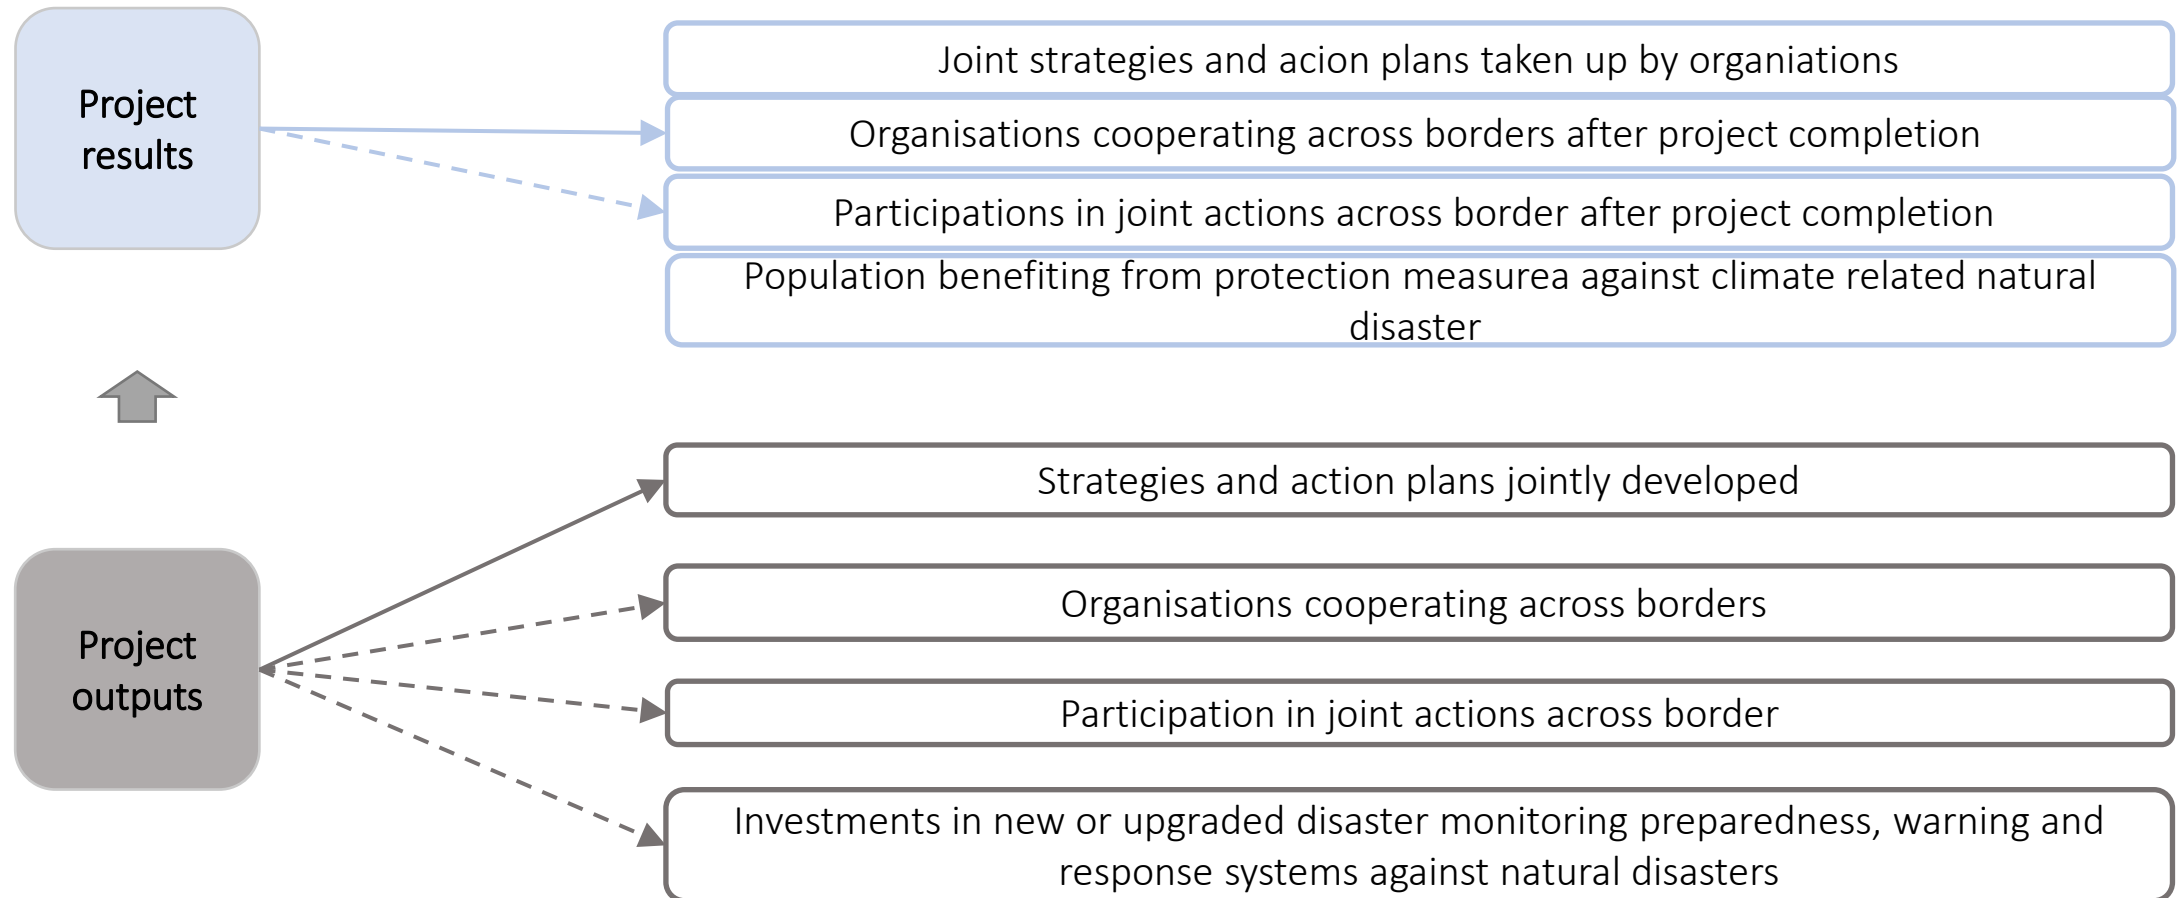 Project
results
Joint strategies and acion plans taken up by organiations
Organisations cooperating across borders after project completion
Participations in joint actions across border after project completion
Population benefiting from protection measurea against climate related natural
disaster
Project
outputs
Strategies and action plans jointly developed
Organisations cooperating across borders
Participation in joint actions across border
Investments in new or upgraded disaster monitoring preparedness, warning and
response systems against natural disasters